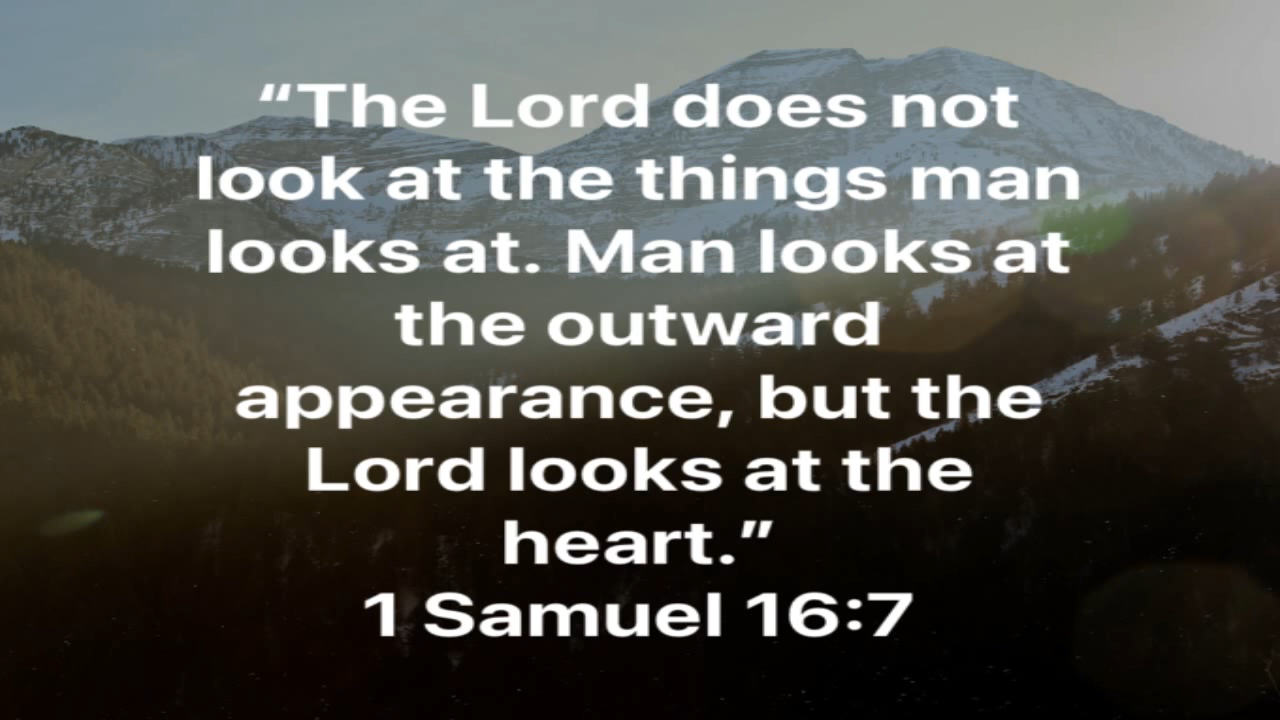 “The Lord does not
look at the things man
looks at. Man looks at
the outward
appearance, but the
Lord looks at the
heart.”
1 Samuel 16:7